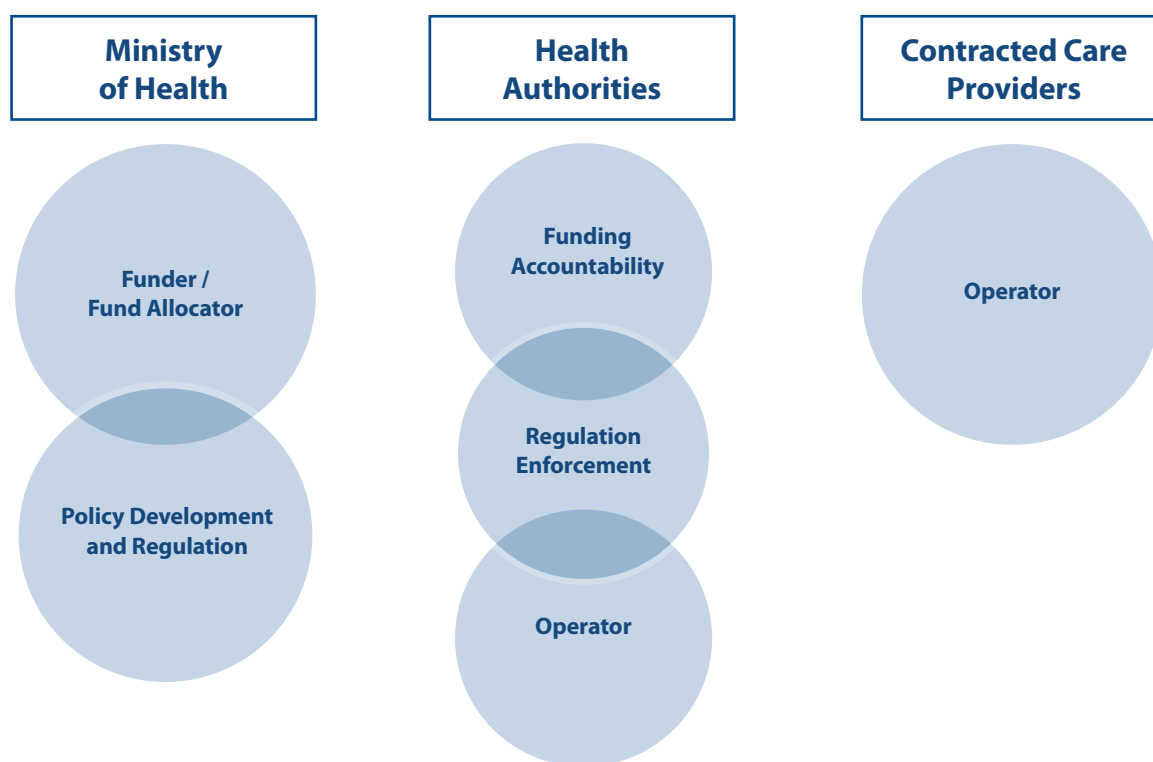 Ministry
of Health
Funder /
Fund Allocator
Policy Development
and Regulation
Health
Authorities
Funding
Accountability
Regulation
Enforcement
Operator
Contracted Care
Providers
Operator